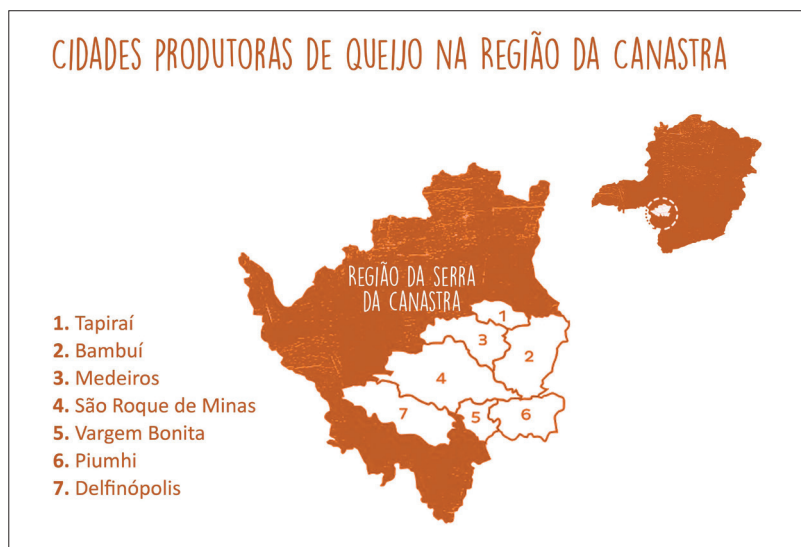 CIDADES PRODUTORAS DE QUEIJO NA REGIÃO DA CANASTRA
REGIÃO DA SERRA
DA CANASTRA
1. Tapiraí
2. Bambuí
3. Medeiros
4. São Roque de Minas
5. Vargem Bonita
6. Piumhi
7. Delfinópolis
1
3
2
4
7
5
6